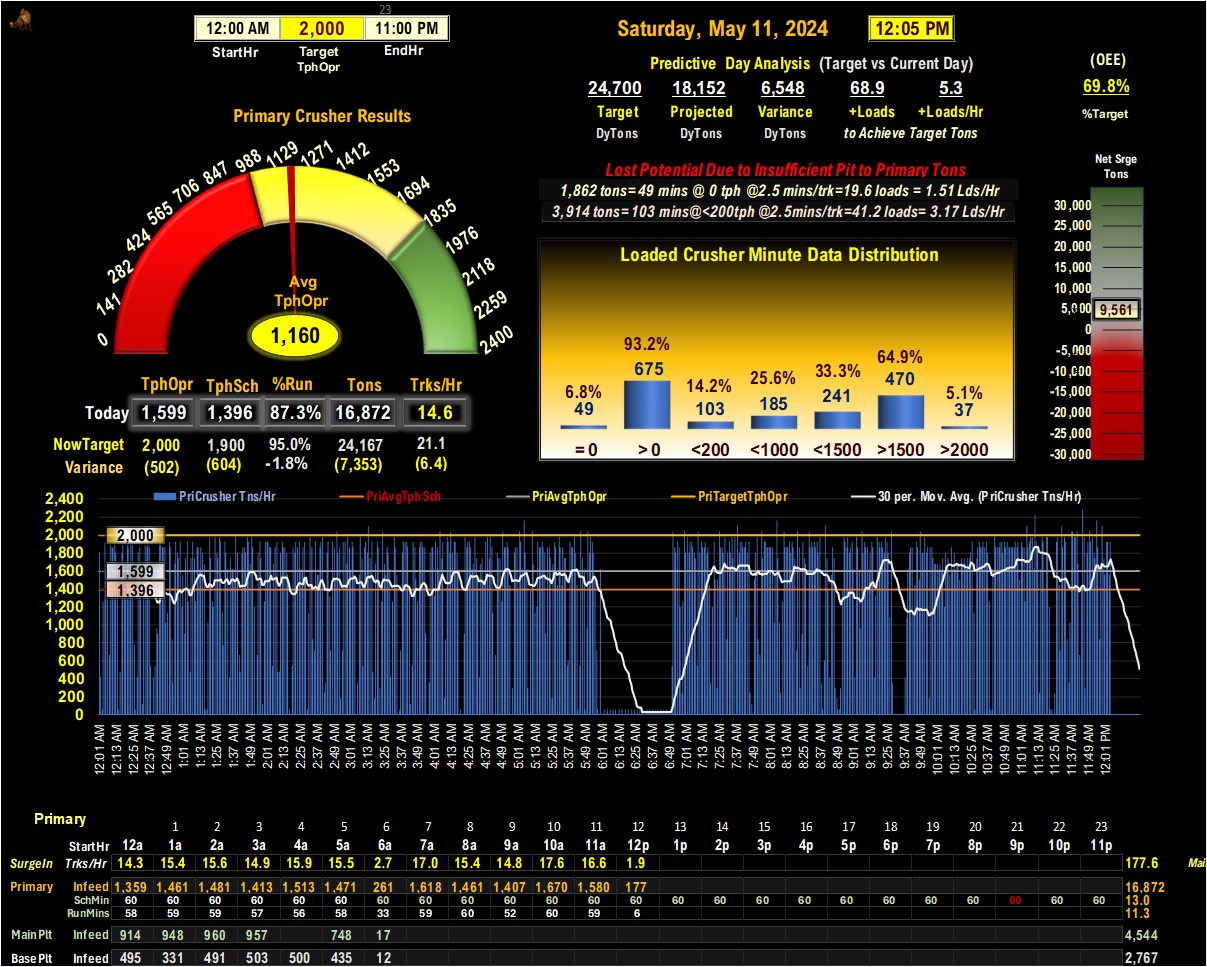 23
12:00 AM 2,000 11:00 PM
StartHr Target TphOpr EndHr
Saturday, May 11, 2024 12:05 PM
Predictive Day Analysis (Target vs Current Day)
24,700 18,152 6,548 68.9 5.3
Target Projected Variance +Loads +Loads/Hr
DyTons DyTons DyTons to Achieve Target Tons
(OEE)
69.8%
%Target
Primary Crusher Results
0 141 282 424 565 706 847 988 1129 1271 1412 1553 1694 1835 1976 2118 2259 2400
Avg
TphOpr
1,160
Lost Potential Due to Insufficient Pit to Primary Tons
1,862 tons=49 mins @ 0 tph @2.5 mins/trk=19.6 loads = 1.51 Lds/Hr
3,914 tons=103 mins@<200tph @2.5mins/trk=41.2 loads= 3.17 Lds/Hr
Net Srge
Tons
30,000
25,000
20,000
15,000
10,000
5,000
9,561
0
-5,000
-10,000
-15,000
-20,000
-25,000
-30,000
Loaded Crusher Minute Data Distribution
6.8% 93.2% 14.2% 25.6% 33.3% 64.9% 5.1%
49 675 103 185 241 470 37
=0 >0 <200 <1000 <1500 >1500 >2000
TphOpr TphSch %Run Tons Trks/Hr
Today 1,599 1,396 87.3% 16,872 14.6
NowTarget 2,000 1,900 95.0% 24,167 21.1
Variance (502) (604) -1.8% (7,353) (6.4)
PriCrusher Tns/Hr PriAvgTphSch PriAvgTphOpr PriTargetTphOpr 30 per. Mov. Avg. (PriCrusher Tns/Hr)
2,400
2,200
2,000 2,000
1,800
1,600 1,599
1,400 1,396
1,200
1,000
800
600
400
200
0
12:01 AM 12:13 AM 12:25 AM 12:37 AM 12:49 AM 1:01 AM 1:13 AM 1:25 AM 1:37 AM 1:49 AM 2:01 AM 2:13 AM 2:25 AM 2:37 AM 2:49 AM 3:01 AM 3:13 AM 3:25 AM 3:37 AM 3:49 AM 4:01 AM 4:13 AM 4:25 AM 4:37 AM 4:49 AM 5:01 AM 5:13 AM 5:25 AM 5:37 AM 5:49 AM 6:01 AM 6:13 AM 6:25 AM 6:37 AM 6:49 AM 7:01 AM 7:13 AM 7:25 AM 7:37 AM 7:49 AM 8:01 AM 8:13 AM 8:25 AM 8:37 AM 8:49 AM 9:01 AM 9:13 AM 9:25 AM 9:37 AM 9:49 AM 10:01 AM 10:13 AM 10:25 AM 10:37 AM 10:49 AM 11:01 AM 11:13 AM 11:25 AM 11:37 AM 11:49 AM 12:01 PM
Primary
1 2 3 4 5 6 7 8 9 10 11 12 13 14 15 16 17 18 19 20 21 22 23
StartHr 12a 1a 2a 3a 4a 5a 6a 7a 8a 9a 10a 11a 12p 1p 2p 3p 4p 5p 6p 7p 8p 9p 10p 11p
SurgeIn Trks/Hr 14.3 15.4 15.6 14.9 15.9 15.5 2.7 17.0 15.4 14.8 17.6 16.6 1.9 177.6
Primary Infeed 1,359 1,461 1,481 1,413 1,513 1,471 261 1,618 1,461 1,407 1,670 1,580 177 16,872
SchMin 60 60 60 60 60 60 60 60 60 60 60 60 60 60 60 60 60 60 60 60 60 60 60 60 13.0
RunMins 58 59 59 57 56 58 33 59 60 52 60 59 6 11.3
MainPlt Infeed 914 948 960 957 748 17 4,544
BasePlt Infeed 495 331 491 503 500 435 12 2,767